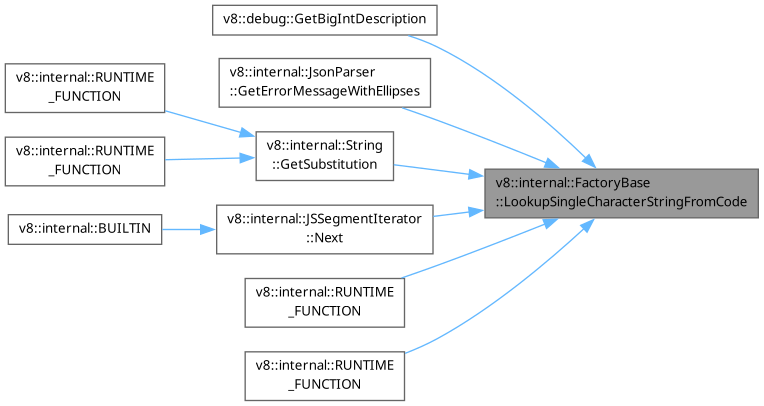 v8::debug::GetBigIntDescription
v8::internal::JsonParser
::GetErrorMessageWithEllipses
v8::internal::RUNTIME
_FUNCTION
v8::internal::RUNTIME
_FUNCTION
v8::internal::String
::GetSubstitution
v8::internal::FactoryBase
::LookupSingleCharacterStringFromCode
v8::internal::BUILTIN
v8::internal::JSSegmentIterator
::Next
v8::internal::RUNTIME
_FUNCTION
v8::internal::RUNTIME
_FUNCTION